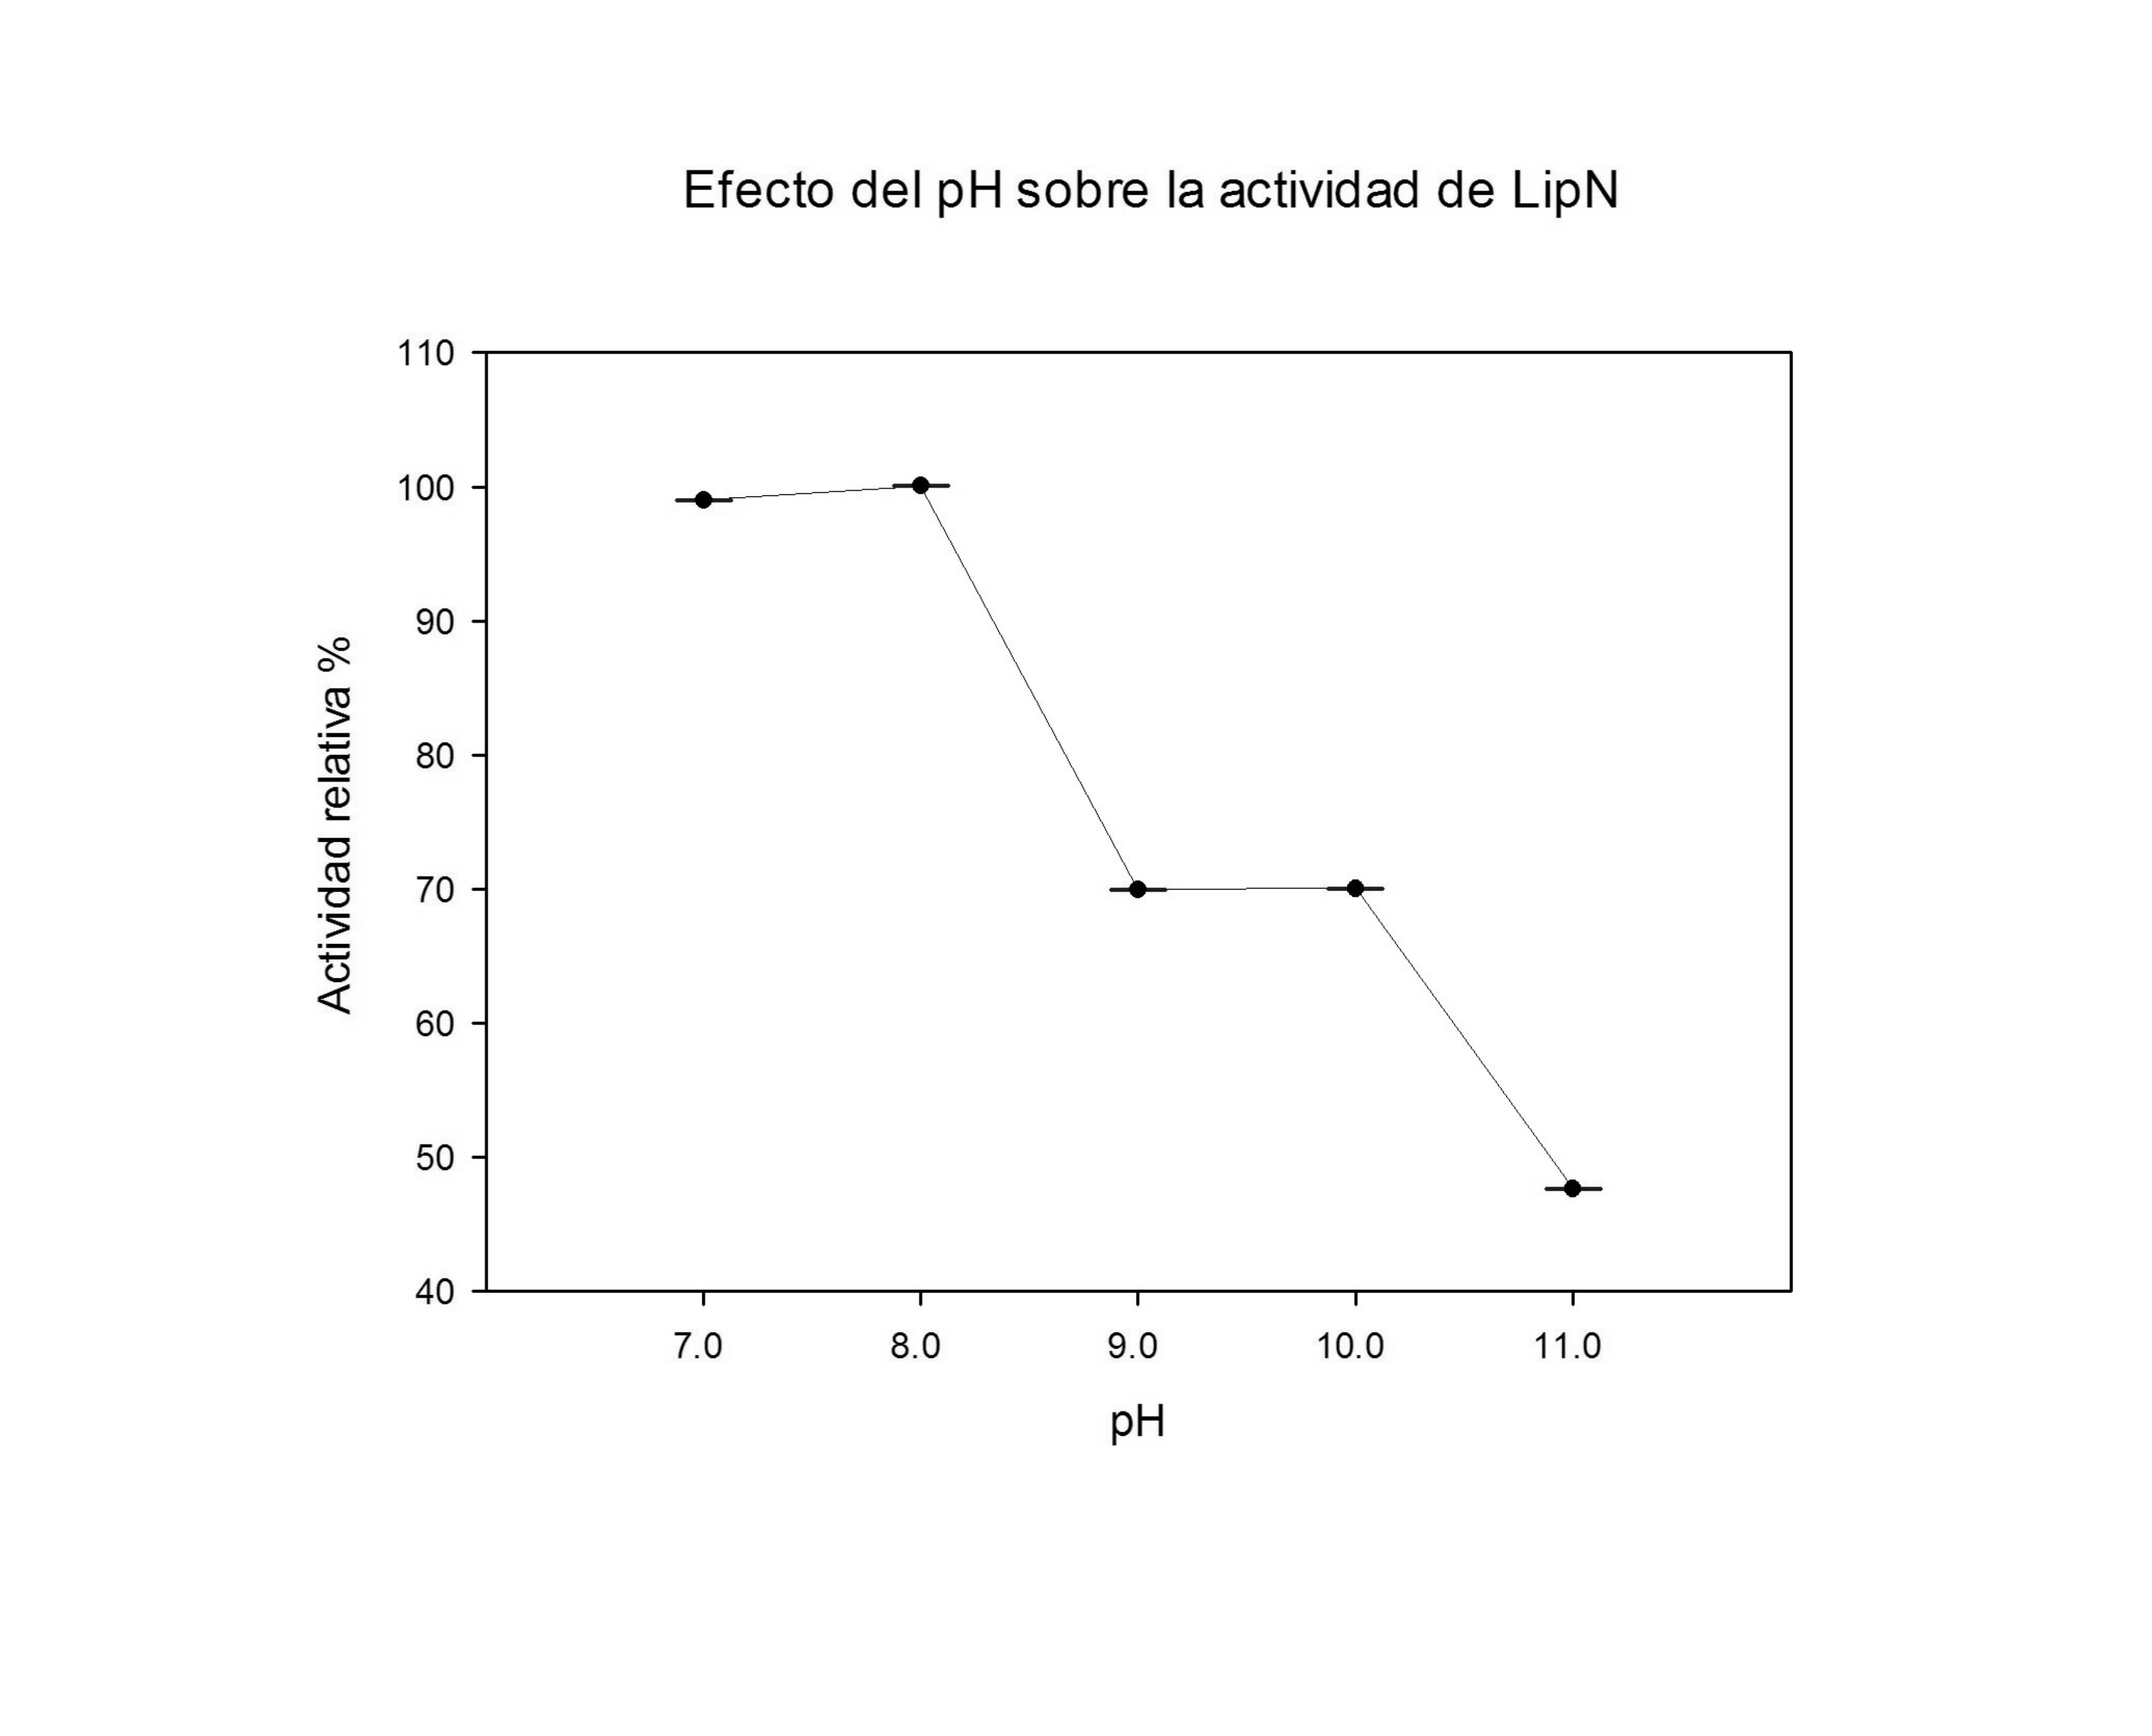 Efecto del pH sobre la actividad de LipN
110
100
90
80
70
60
50
40
Actividad relativa %
7.0 8.0 9.0 10.0 11.0
pH